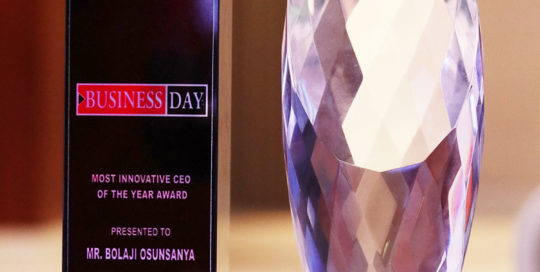 BUSINESS DAY
MOST INNOVATIVE CEO
OF THE YEAR AWARD
PRESENTED TO
MR. BOLAJI OSUNSANYA